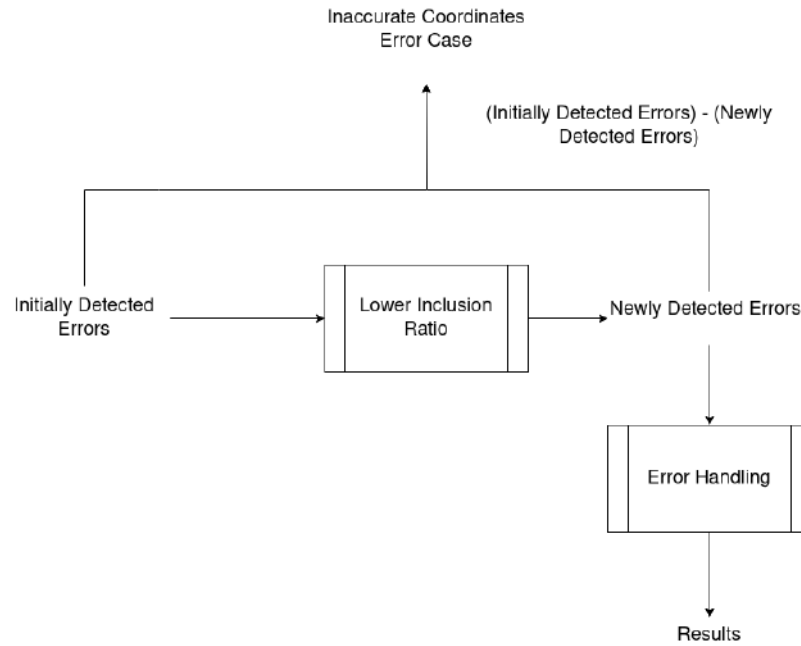 Inaccurate Coordinates
Error Case
(Initially Detected Errors) - (Newly
Detected Errors)
Initially Detected
Errors
Lower Inclusion
Ratio
Newly Detected Errors
Error Handling
Results